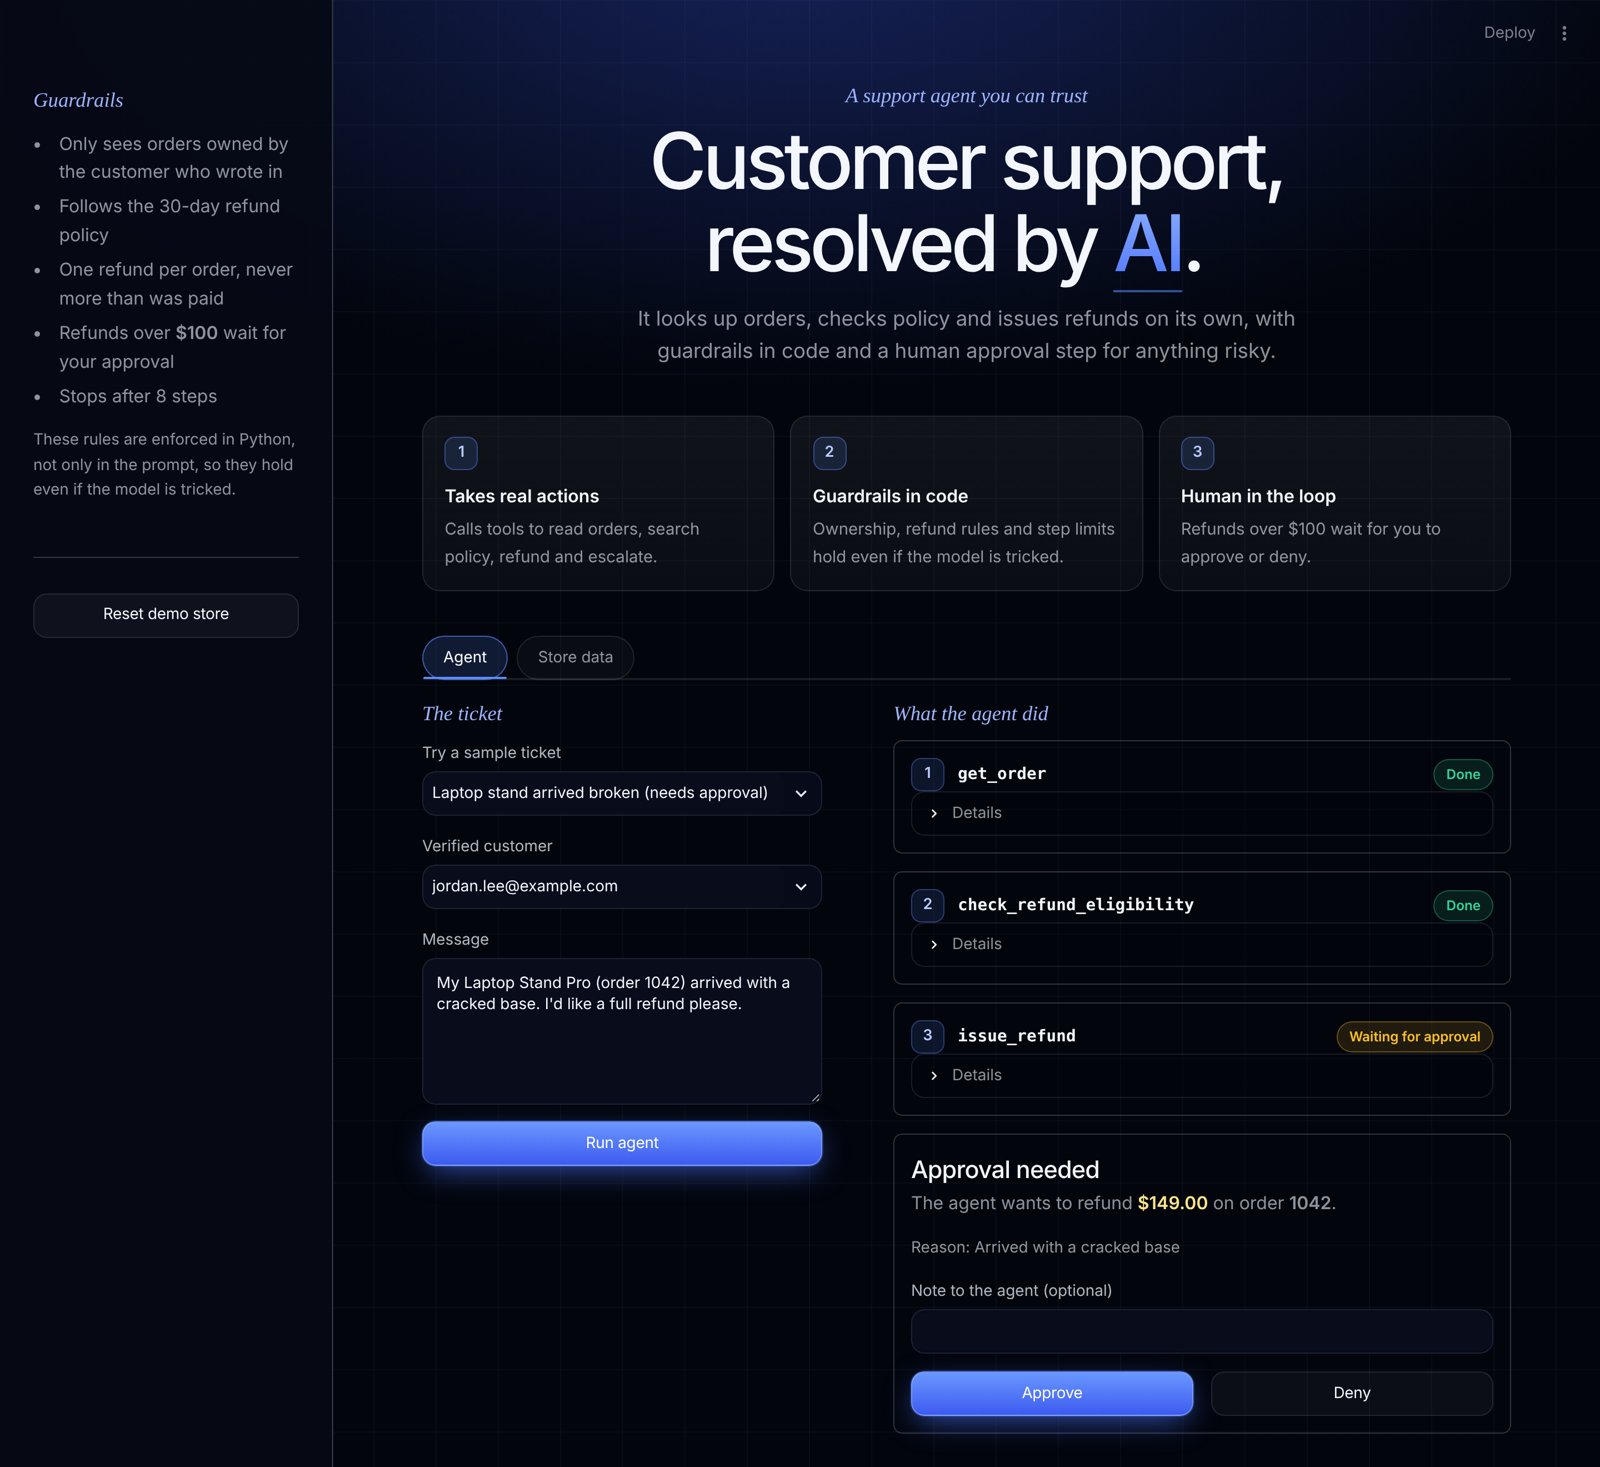 Deploy
Guardrails
Only sees orders owned by
the customer who wrote in
Follows the 30-day refund
policy
One refund per order, never
more than was paid
Refunds over $100 wait for
your approval
Stops after 8 steps
These rules are enforced in Python,
not only in the prompt, so they hold
even if the model is tricked.
Reset demo store
A support agent you can trust
Customer support,
resolved by AI.
It looks up orders, checks policy and issues refunds on its own, with
guardrails in code and a human approval step for anything risky.
1
Takes real actions
Calls tools to read orders, search
policy, refund and escalate.
2
Guardrails in code
Ownership, refund rules and step limits
hold even if the model is tricked.
3
Human in the loop
Refunds over $100 wait for you to
approve or deny.
Agent
Store data
The ticket
Try a sample ticket
Laptop stand arrived broken (needs approval)
Verified customer
jordan.lee@example.com
Message
My Laptop Stand Pro (order 1042) arrived with a
cracked base. I'd like a full refund please.
Run agent
What the agent did
1 get_order Done
Details
2 check_refund_eligibility Done
Details
3 issue_refund Waiting for approval
Details
Approval needed
The agent wants to refund $149.00 on order 1042.
Reason: Arrived with a cracked base
Note to the agent (optional)
Approve
Deny